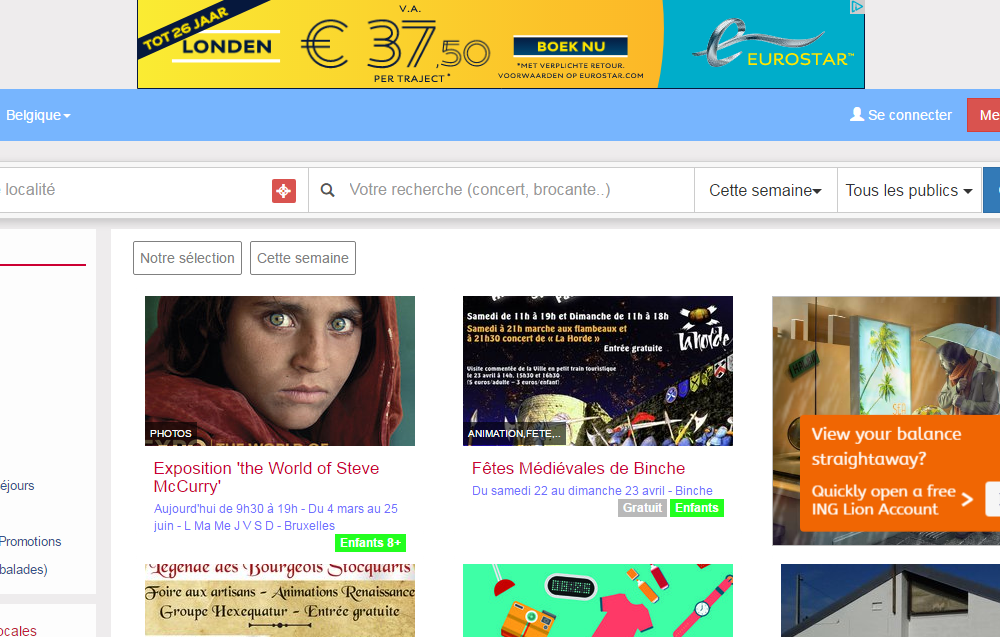 TOT 26 JAAR
LONDEN
V.A.
€ 37,50
PER TRAJECT*
BOEK NU
*MET VERPLICHTE RETOUR.
VOORWAARDEN OP EUROSTAR.COM
EUROSTAR™
Belgique
Se connecter
Me
localité
Votre recherche (concert, brocante..)
Cette semaine
Tous les publics
Notre sélection
Cette semaine
éjours
Promotions
balades)
ocales
PHOTOS
Exposition 'the World of Steve
McCurry'
Aujourd'hui de 9h30 à 19h - Du 4 mars au 25
juin - L Ma Me J V S D - Bruxelles
Enfants 8+
Samedi de 11h à 19h et Dimanche de 11h à 18h
Samedi à 21h marche aux flambeaux et
à 21h30 concert de « La Horde »
Entrée gratuite
la horde
Visite commentée de la Ville en petit train touristique
le 23 avril à 14h, 15h30 et 16h30
(5 euros/adulte – 3 euros/enfant)
ANIMATION,FETE,..
Fêtes Médiévales de Binche
Du samedi 22 au dimanche 23 avril - Binche
Gratuit
Enfants
View your balance
straightaway?
Quickly open a free
ING Lion Account
Légende des Bourgeois Stocquarts
Foire aux artisans - Animations Renaissance
Groupe Hexequatur - Entrée gratuite